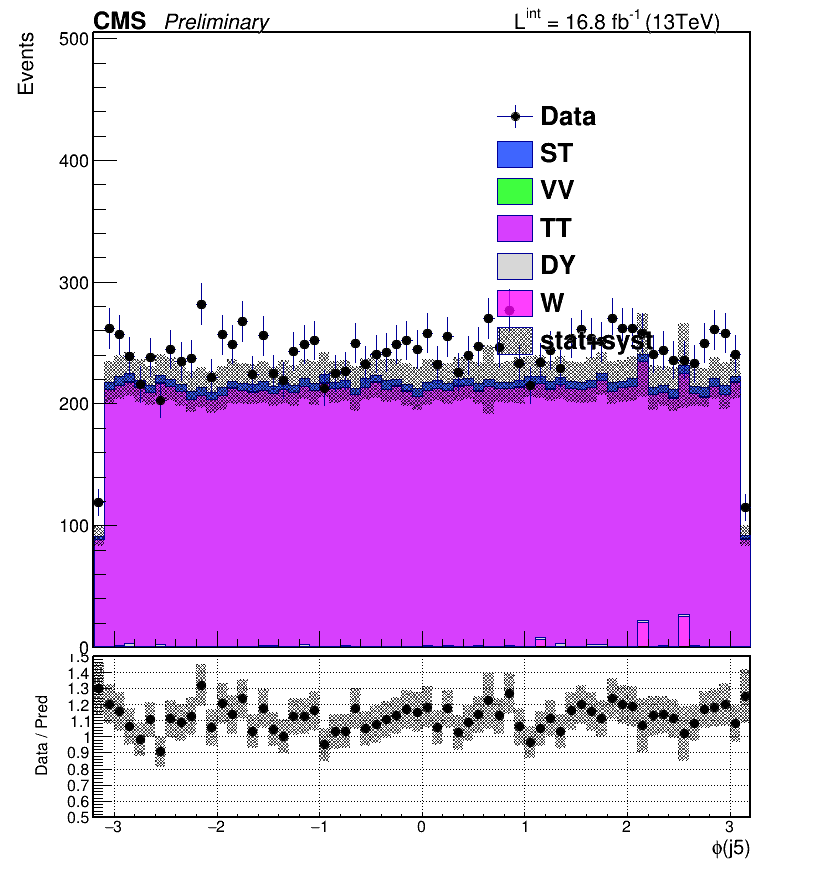 CMS Preliminary L^int = 16.8 fb^-1 (13TeV)
Events
500
400
300
200
100
0
Data
ST
VV
TT
DY
W
stat+syst
Data / Pred
1.5
1.4
1.3
1.2
1.1
1
0.9
0.8
0.7
0.6
0.5
−3 −2 −1 0 1 2 3
ϕ(j5)